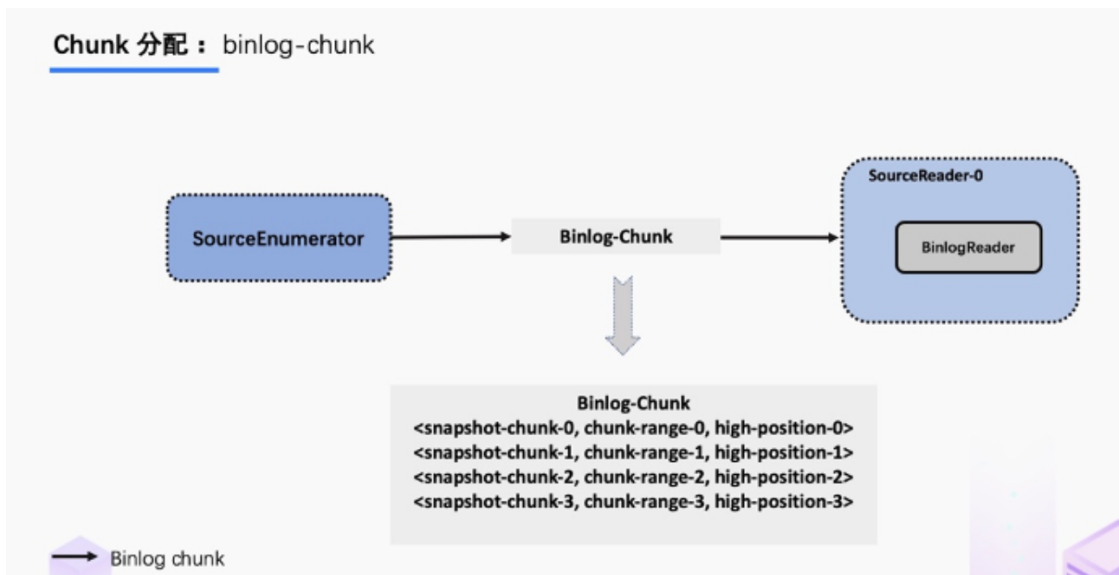 Chunk 分配： binlog-chunk
SourceEnumerator
Binlog-Chunk
SourceReader-0
BinlogReader
Binlog-Chunk
<snapshot-chunk-0, chunk-range-0, high-position-0>
<snapshot-chunk-1, chunk-range-1, high-position-1>
<snapshot-chunk-2, chunk-range-2, high-position-2>
<snapshot-chunk-3, chunk-range-3, high-position-3>
Binlog chunk